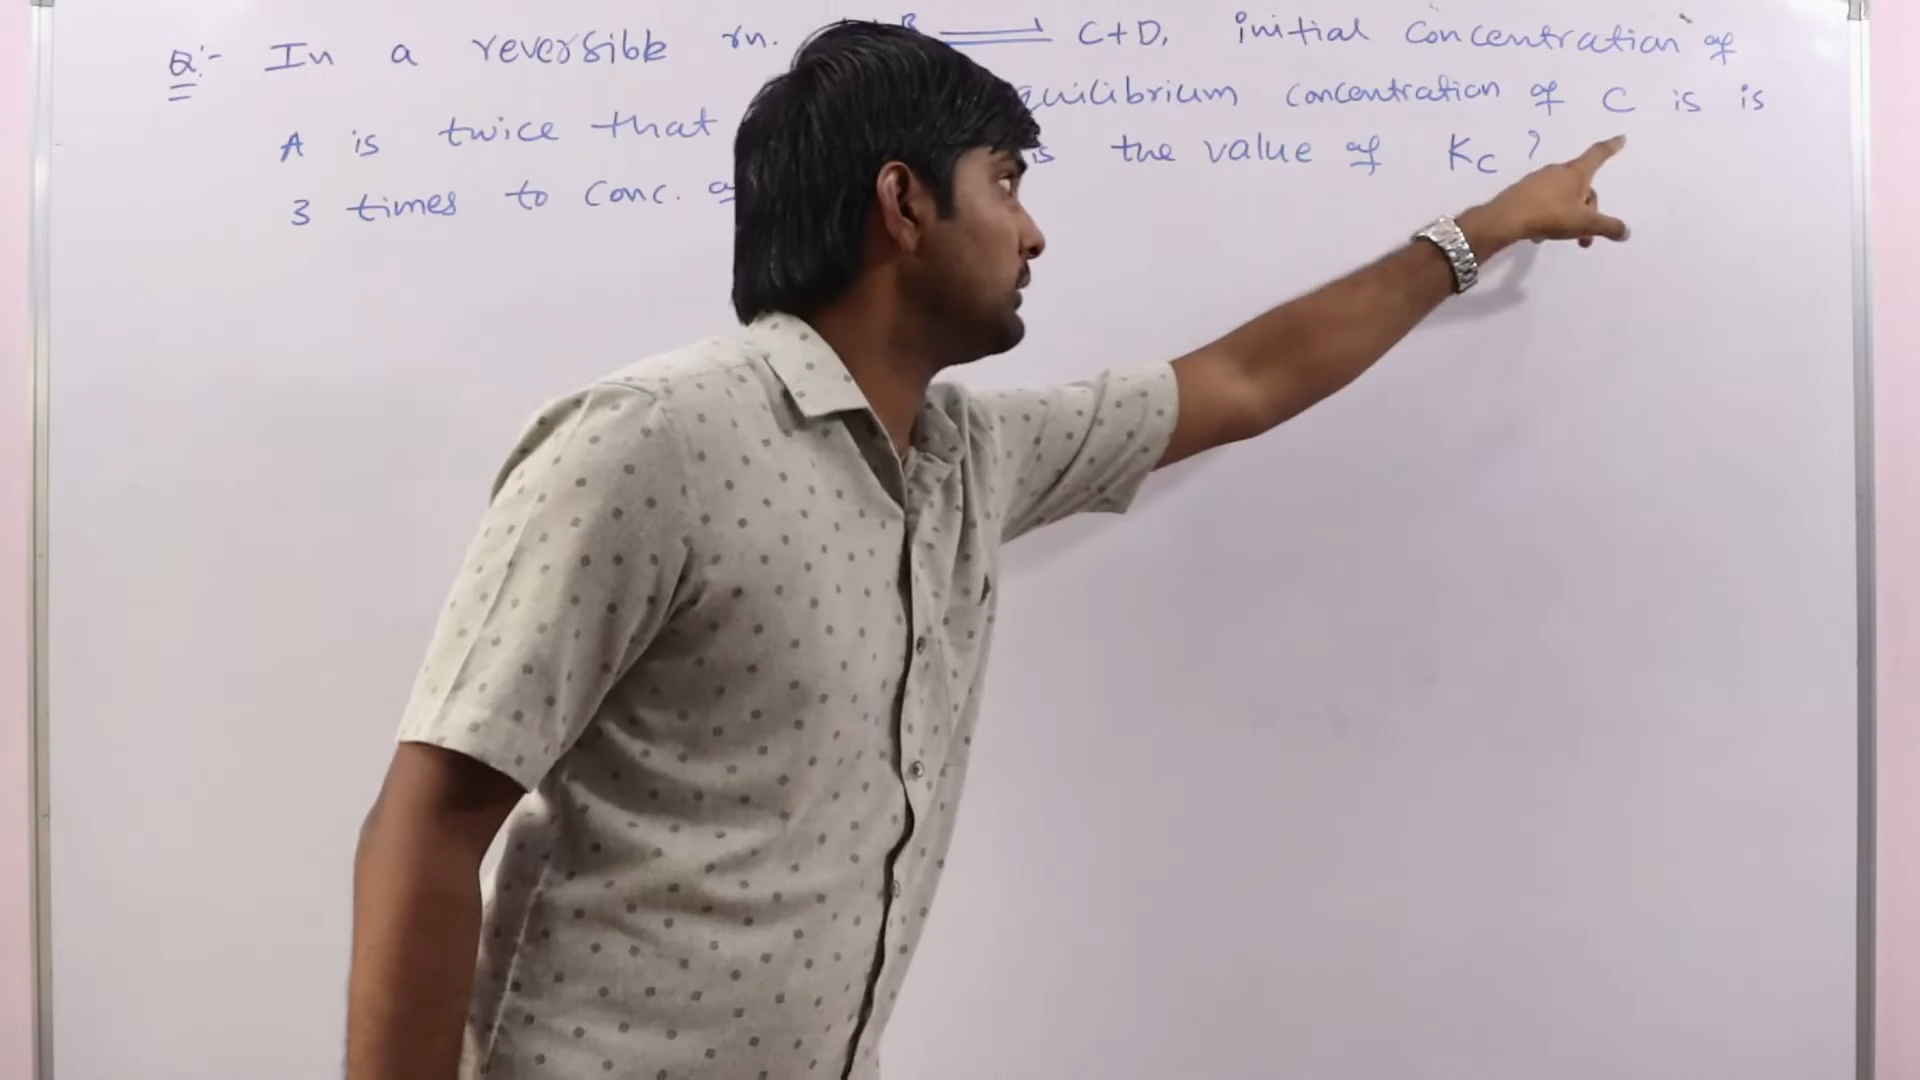 Q:- In a reversible rn. B ⇌ C+D, initial concentration of
A is twice that equilibrium concentration of C is is
3 times to conc. is the value of Kc ?